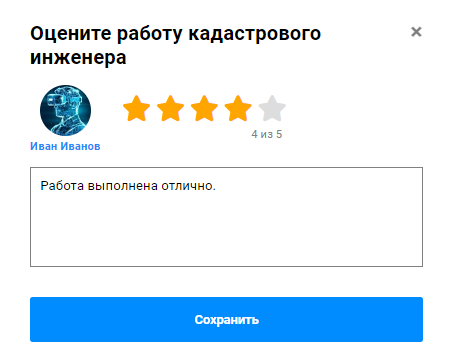 Оцените работу кадастрового
инженера
4 из 5
Иван Иванов
Работа выполнена отлично.
Сохранить